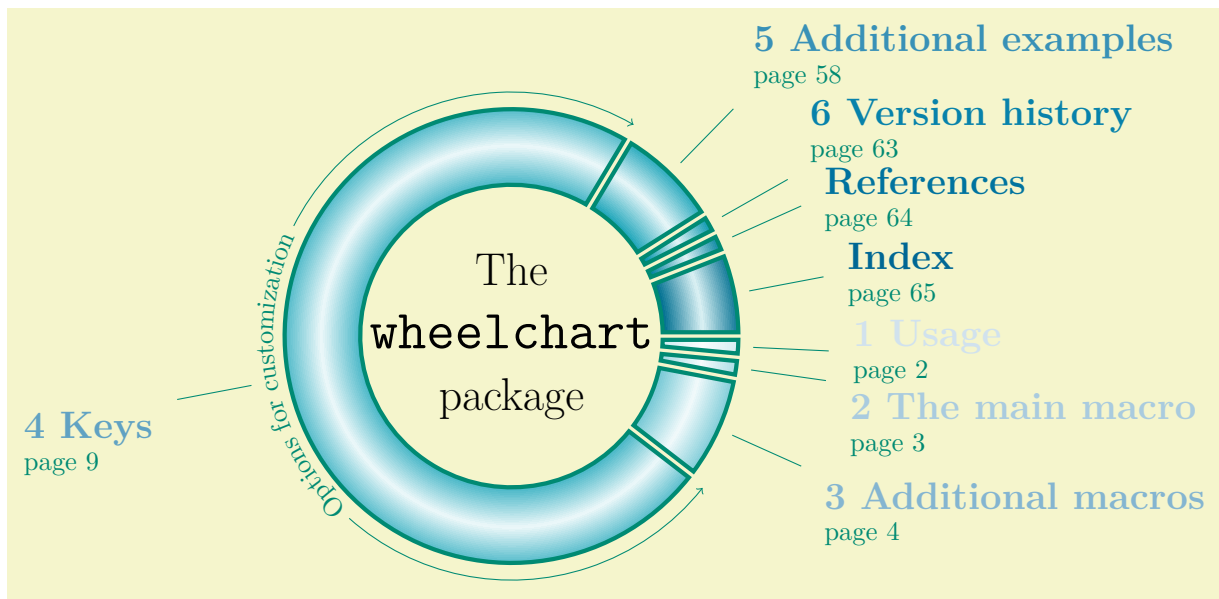 5 Additional examples
page 58
6 Version history
page 63
References
page 64
Index
page 65
1 Usage
page 2
2 The main macro
page 3
3 Additional macros
page 4
4 Keys
page 9
Options for customization
The
wheelchart
package